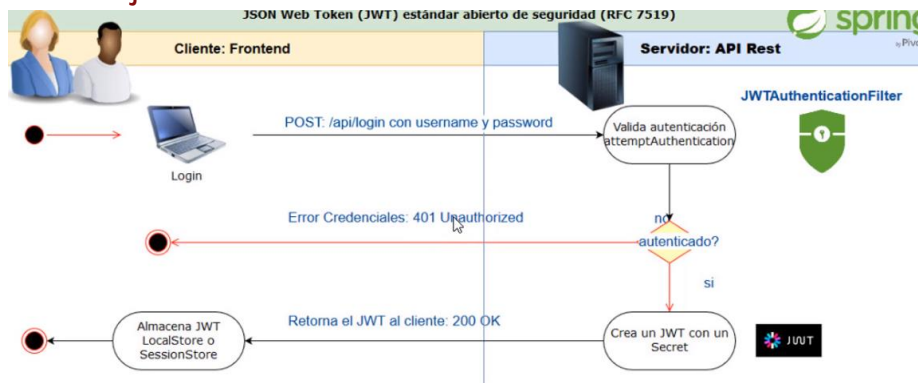 JSON Web Token (JWT) estándar abierto de seguridad (RFC 7519)
spring
Cliente: Frontend
Servidor: API Rest
JWTAuthenticationFilter
POST: /api/login con username y password
Valida autenticación
attemptAuthentication
Login
Error Credenciales: 401 Unauthorized
no
autenticado?
si
Retorna el JWT al cliente: 200 OK
Almacena JWT
LocalStore o
SessionStore
Crea un JWT con un
Secret
JWT